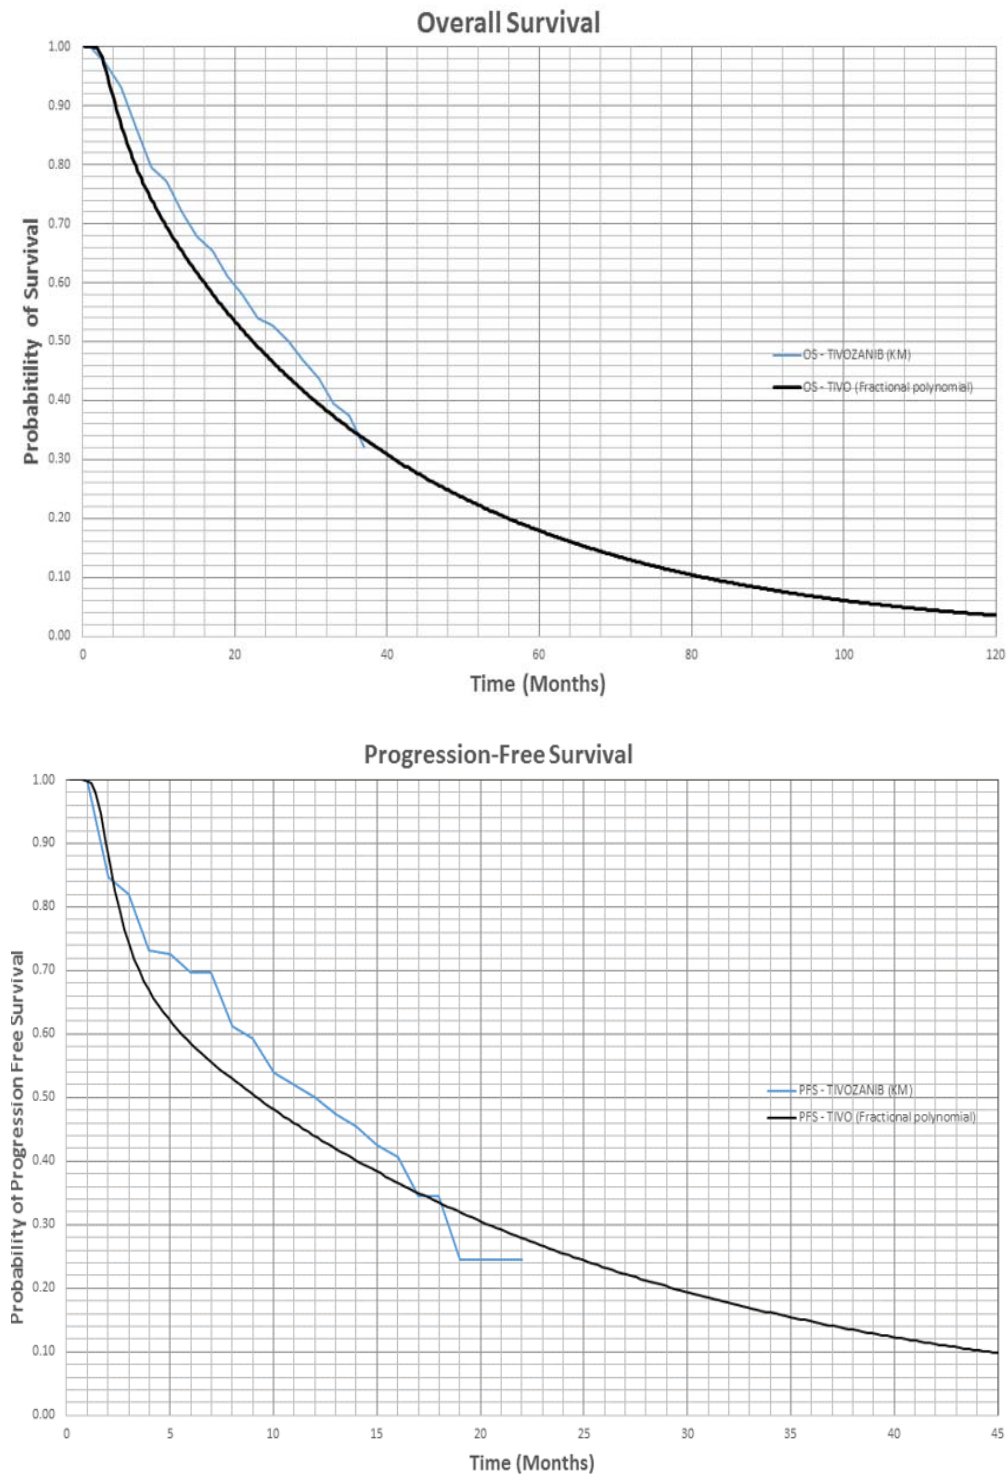 Overall Survival
1.00
0.90
0.80
0.70
0.60
0.50
0.40
0.30
0.20
0.10
0.00
Probabitility of Survival
OS - TIVOZANIB (KM)
OS - TIVO (Fractional polynomial)
0 20 40 60 80 100 120
Time (Months)
Progression-Free Survival
1.00
0.90
0.80
0.70
0.60
0.50
0.40
0.30
0.20
0.10
0.00
Probability of Progression Free Survival
PFS - TIVOZANIB (KM)
PFS - TIVO (Fractional polynomial)
0 5 10 15 20 25 30 35 40 45
Time (Months)